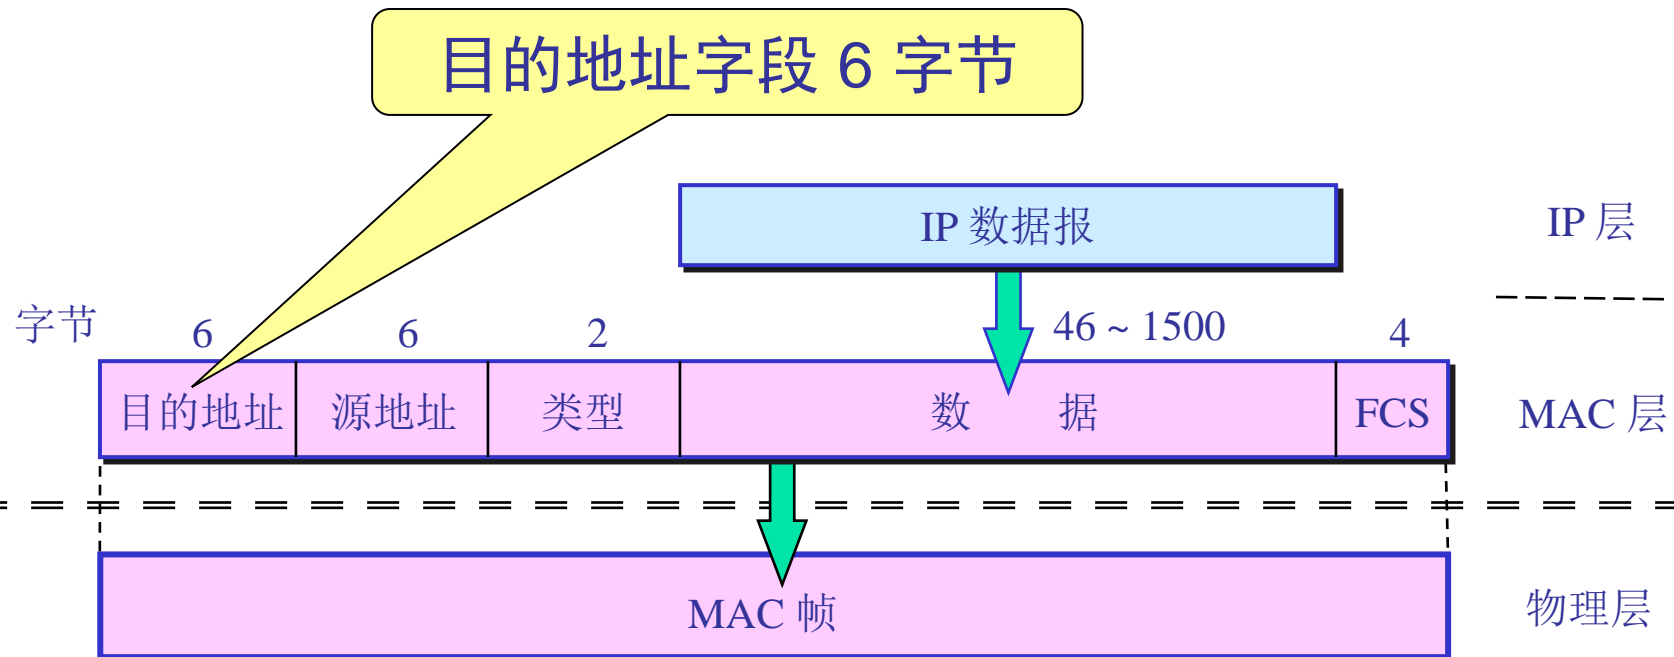 目的地址字段 6 字节
IP 数据报
IP 层
字节 6 6 2 46 ~ 1500 4
目的地址 源地址 类型 数 据 FCS MAC 层
MAC 帧
物理层